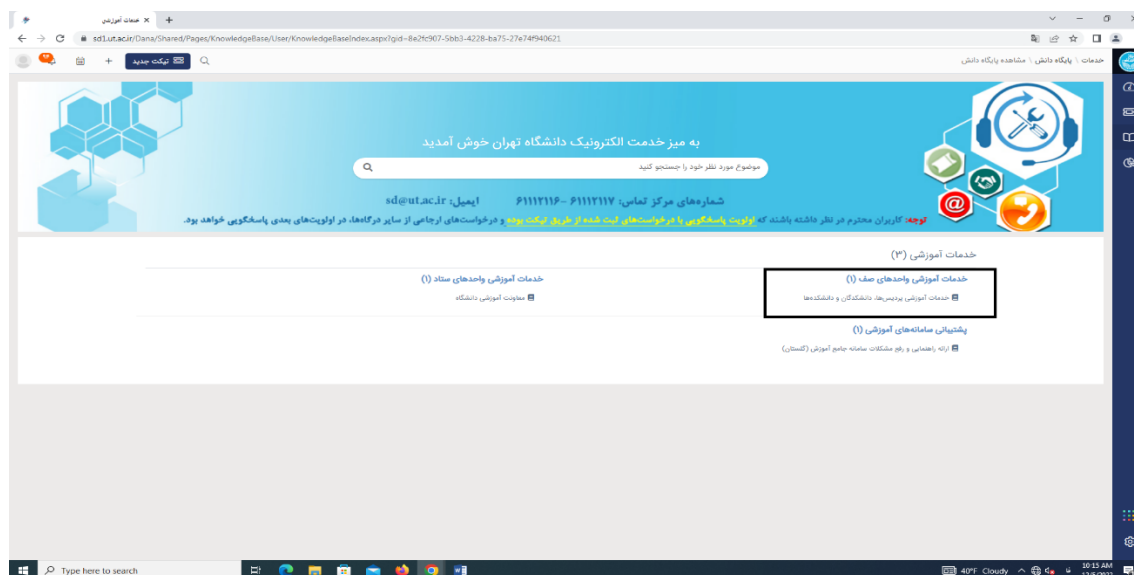 خدمات آموزشی
sd1.ut.ac.ir/Dana/Shared/Pages/KnowledgeBase/User/KnowledgeBaseIndex.aspx?gid=8e2fc907-5bb3-4228-ba75-27e74f940621
خدمات \ پایگاه دانش \ مشاهده پایگاه دانش
تیکت جدید
به میز خدمت الکترونیک دانشگاه تهران خوش آمدید
موضوع مورد نظر خود را جستجو کنید
شماره‌های مرکز تماس: ۶۱۱۱۲۱۱۷ - ۶۱۱۱۲۱۱۶ ایمیل: sd@ut.ac.ir
توجه: کاربران محترم در نظر داشته باشند که اولویت پاسخگویی با درخواست‌های ثبت شده از طریق تیکت بوده و درخواست‌های ارجاعی از سایر درگاه‌ها، در اولویت‌های بعدی پاسخگویی خواهد بود.
خدمات آموزشی (۳)
خدمات آموزشی واحدهای صف (۱)
خدمات آموزشی پردیس‌ها، دانشکدگان و دانشکده‌ها
خدمات آموزشی واحدهای ستاد (۱)
معاونت آموزشی دانشگاه
پشتیبانی سامانه‌های آموزشی (۱)
ارائه راهنمایی و رفع مشکلات سامانه جامع آموزش (گلستان)
Type here to search
40°F Cloudy
10:15 AM